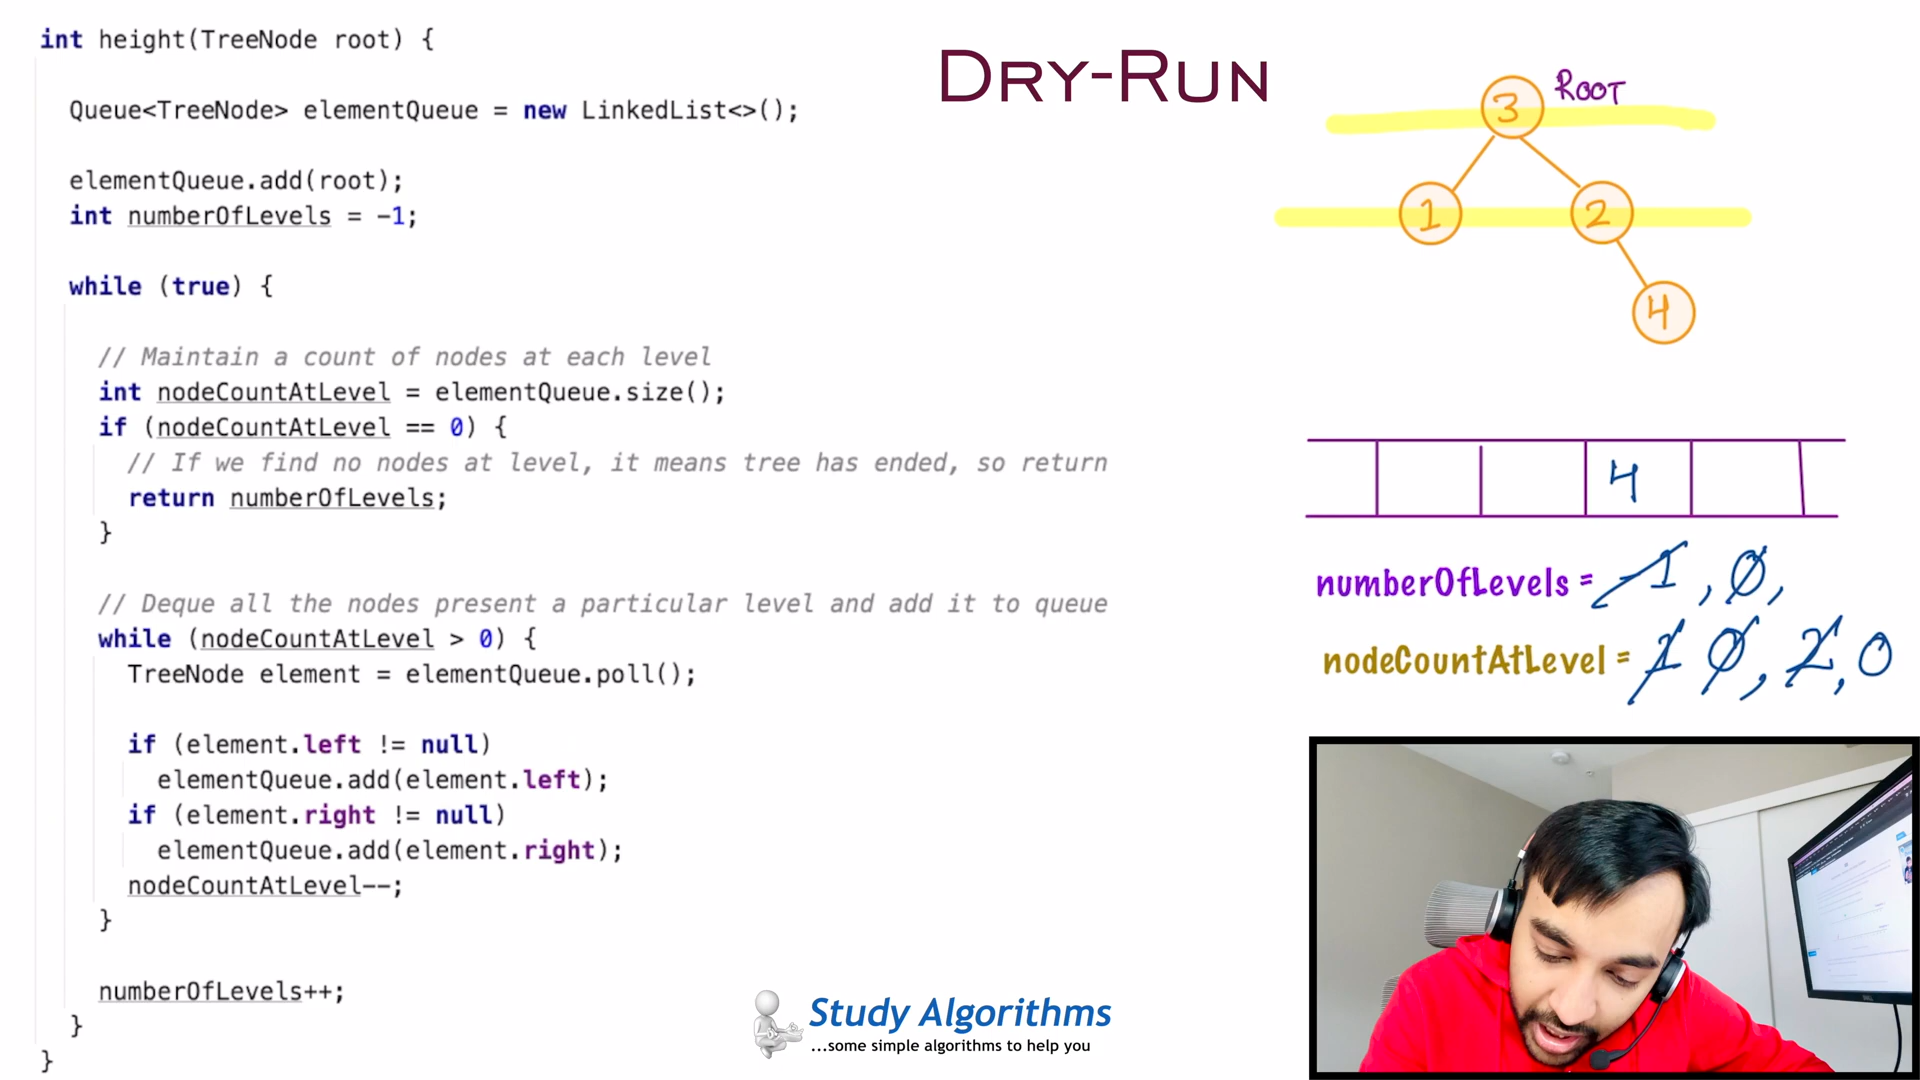 int height(TreeNode root) {
Queue<TreeNode> elementQueue = new LinkedList<>();
elementQueue.add(root);
int numberOfLevels = -1;
while (true) {
// Maintain a count of nodes at each level
int nodeCountAtLevel = elementQueue.size();
if (nodeCountAtLevel == 0) {
// If we find no nodes at level, it means tree has ended, so return
return numberOfLevels;
}
// Deque all the nodes present a particular level and add it to queue
while (nodeCountAtLevel > 0) {
TreeNode element = elementQueue.poll();
if (element.left != null)
elementQueue.add(element.left);
if (element.right != null)
elementQueue.add(element.right);
nodeCountAtLevel--;
}
numberOfLevels++;
}
}
DRY-RUN
3 ROOT
1 2
4
4
numberOfLevels = -1, 0,
nodeCountAtLevel = 1 0, 2, 0
Study Algorithms
...some simple algorithms to help you